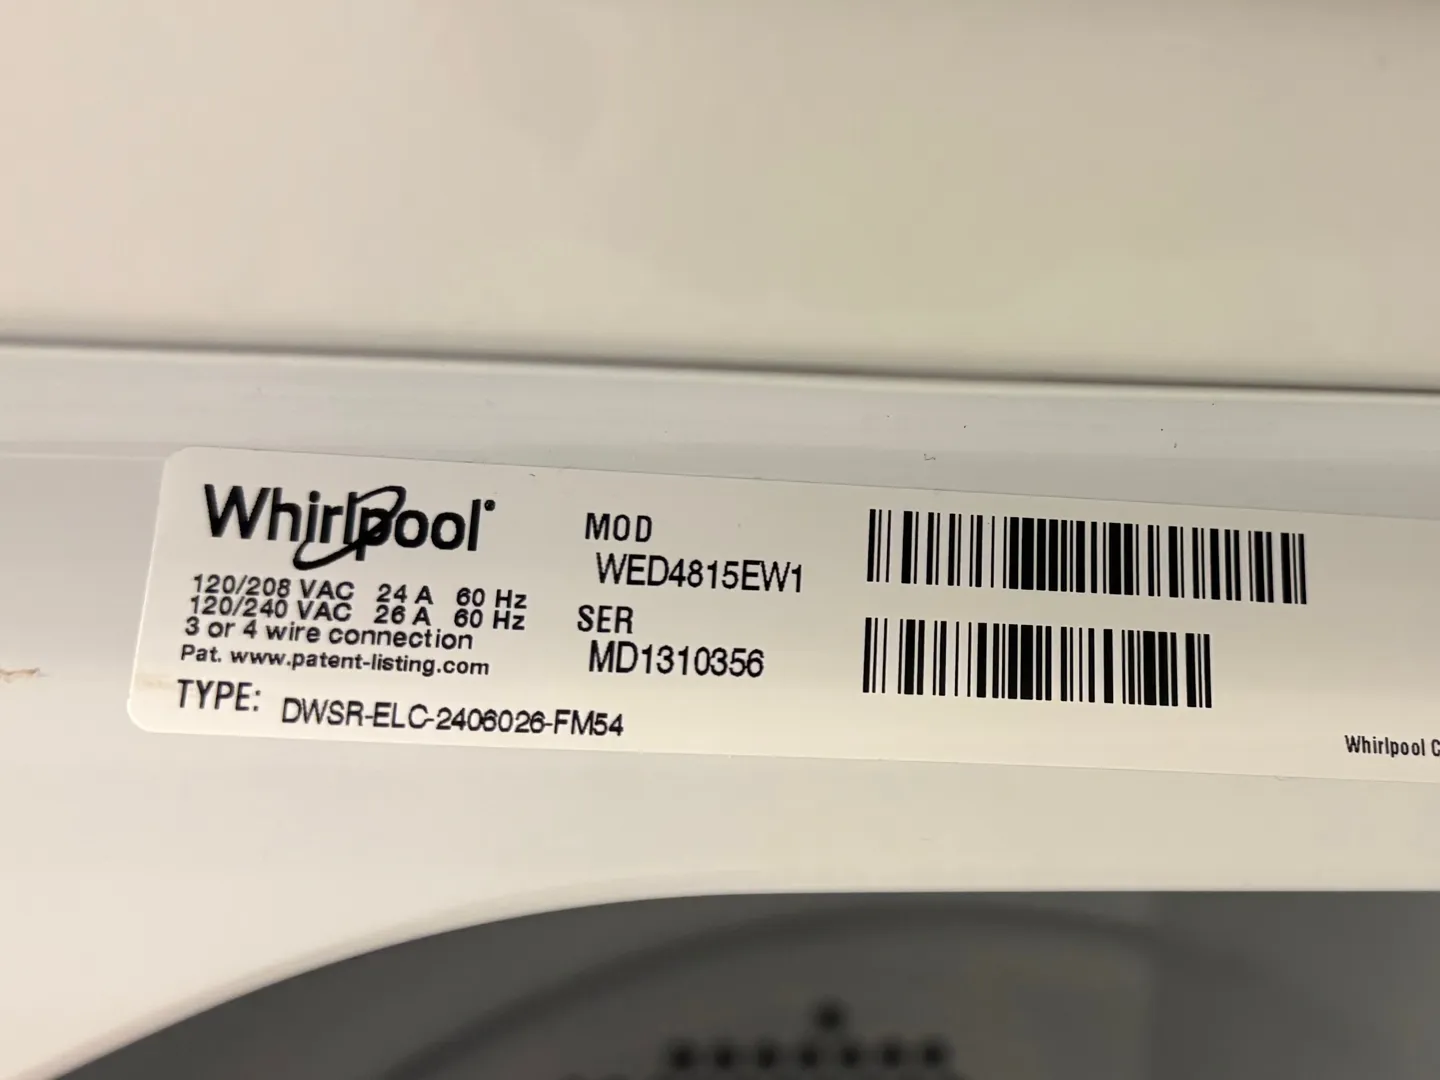 Whirlpool®
120/208 VAC 24 A 60 Hz
120/240 VAC 26 A 60 Hz
3 or 4 wire connection
Pat. www.patent-listing.com
TYPE: DWSR-ELC-2406026-FM54
MOD
WED4815EW1
SER
MD1310356
Whirlpool C